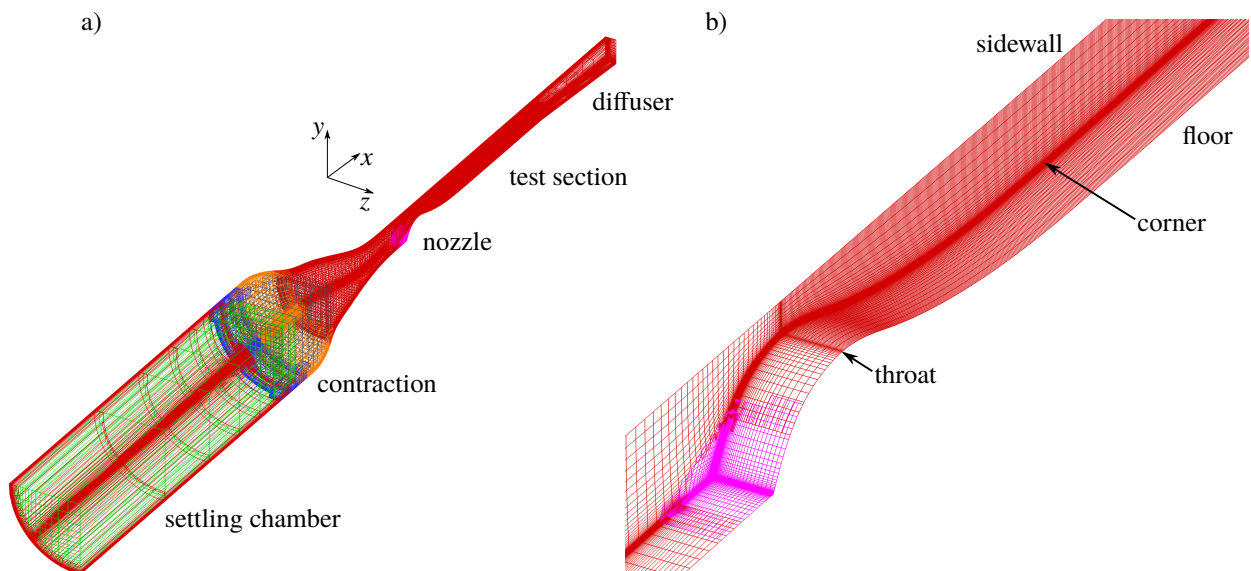 a)
diffuser
y
x
z
test section
nozzle
contraction
settling chamber
b)
sidewall
floor
corner
throat